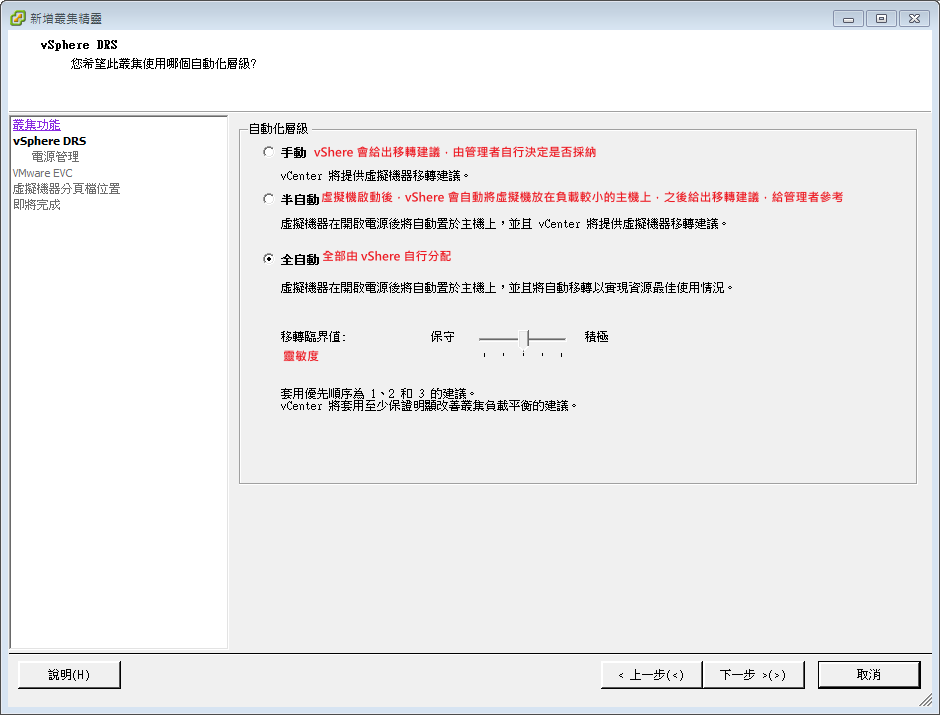 新增叢集精靈
vSphere DRS
您希望此叢集使用哪個自動化層級?
叢集功能
vSphere DRS
電源管理
VMware EVC
虛擬機器分頁檔位置
即將完成
自動化層級
手動 vShere 會給出移轉建議，由管理者自行決定是否採納
vCenter 將提供虛擬機器移轉建議。
半自動 虛擬機啟動後，vShere 會自動將虛擬機放在負載較小的主機上，之後給出移轉建議，給管理者參考
虛擬機器在開啟電源後將自動置於主機上，並且 vCenter 將提供虛擬機器移轉建議。
全自動 全部由 vShere 自行分配
虛擬機器在開啟電源後將自動置於主機上，並且將自動移轉以實現資源最佳使用情況。
移轉臨界值: 保守 積極
靈敏度
套用優先順序為 1、2 和 3 的建議。
vCenter 將套用至少保證明顯改善叢集負載平衡的建議。
說明(H) < 上一步(<) 下一步 >(>) 取消